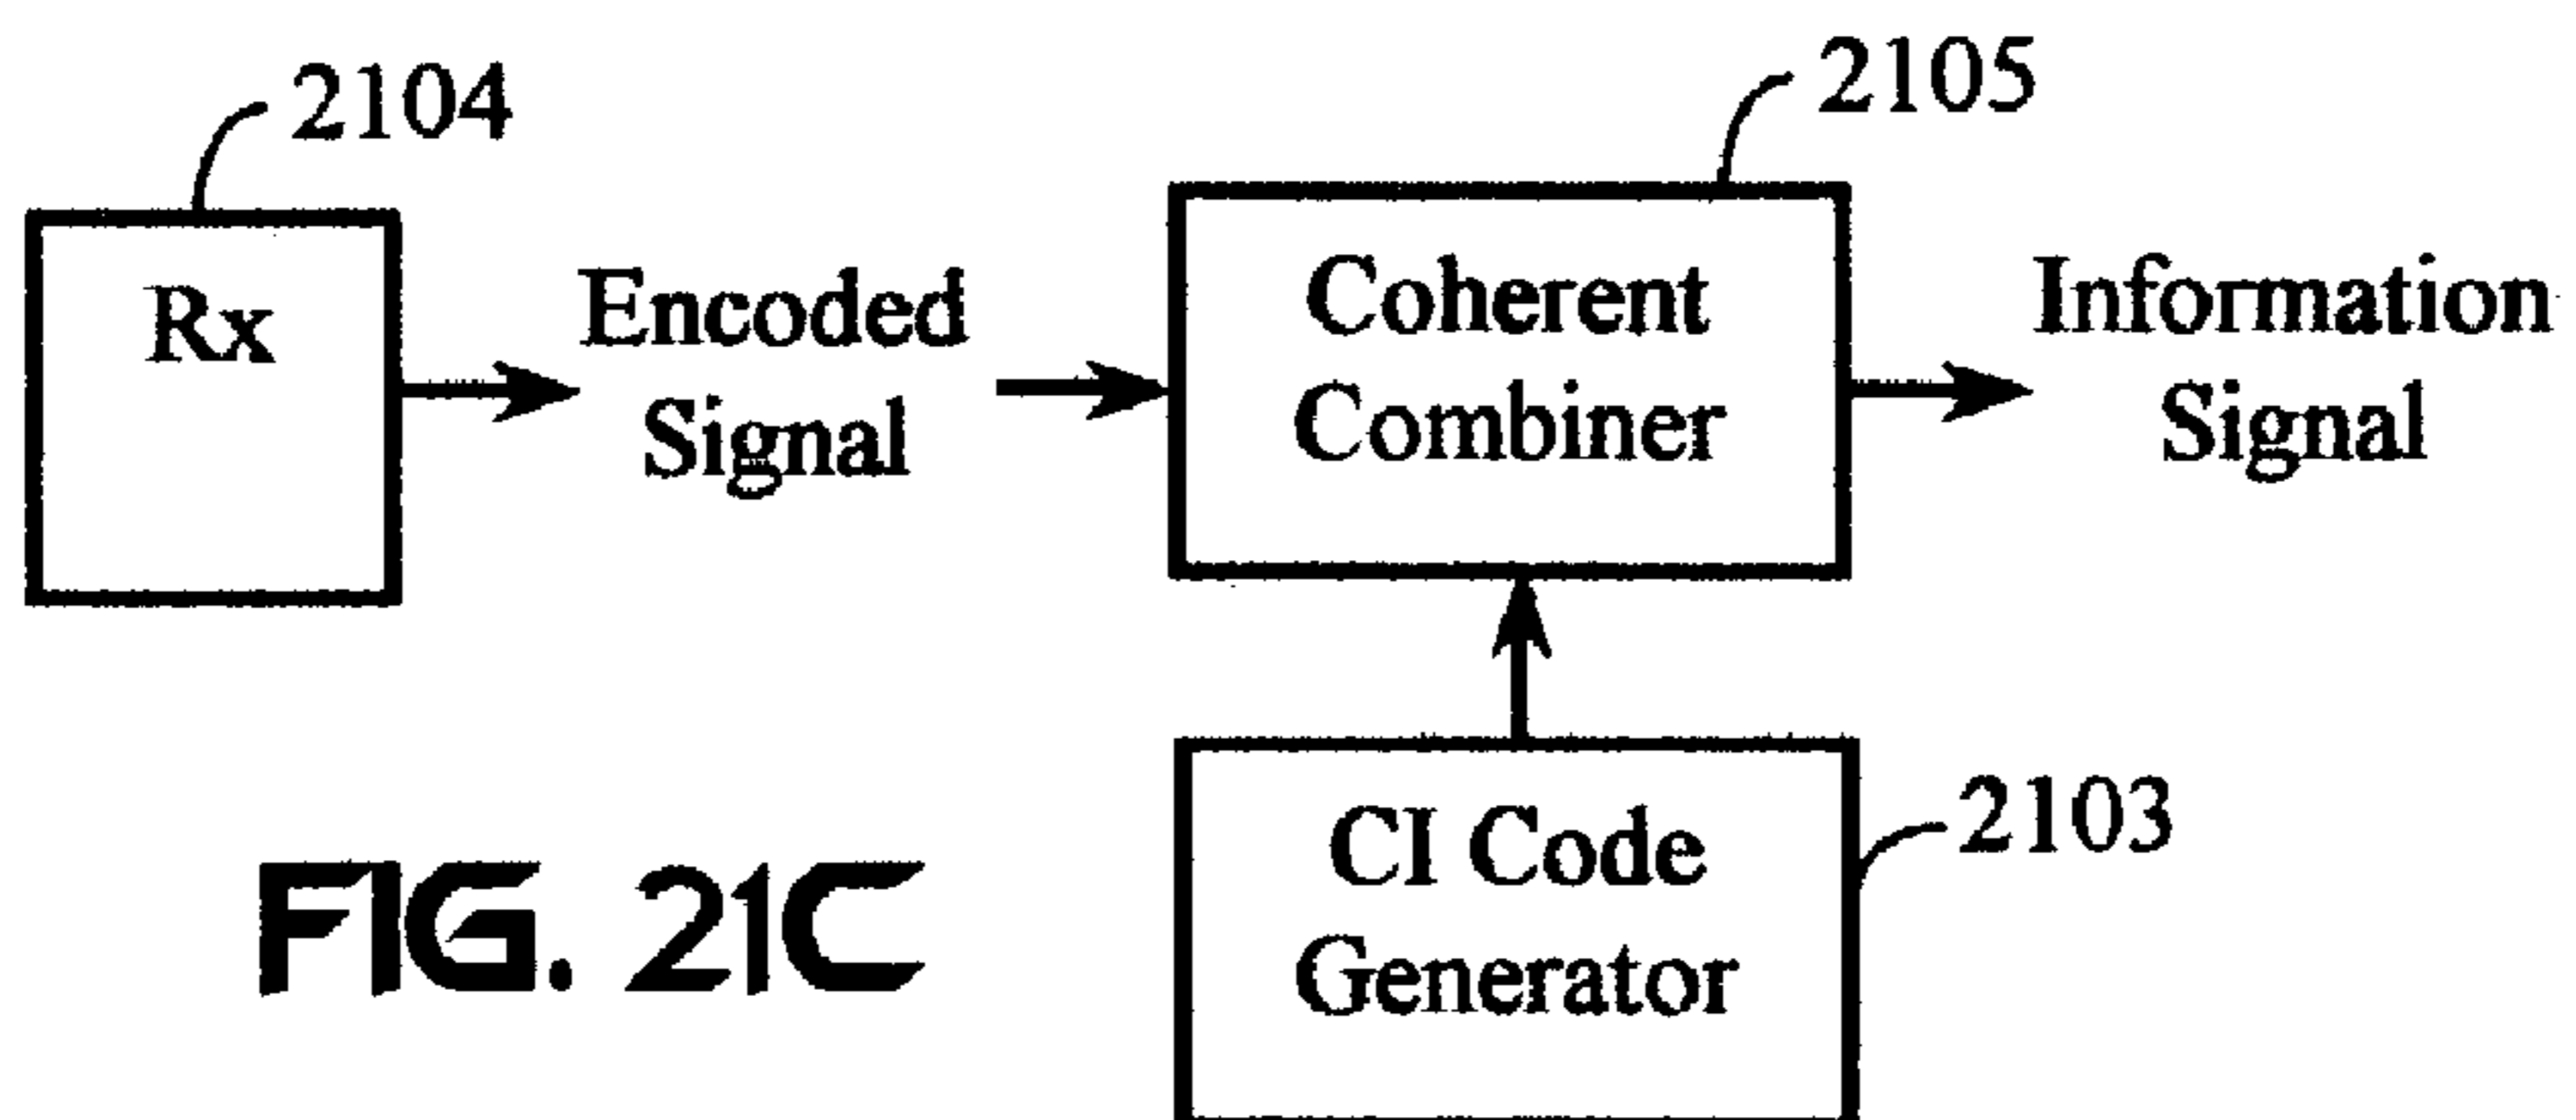 2104
2105
Rx
Encoded
Signal
Coherent
Combiner
Information
Signal
CI Code
Generator
2103
FIG. 21C